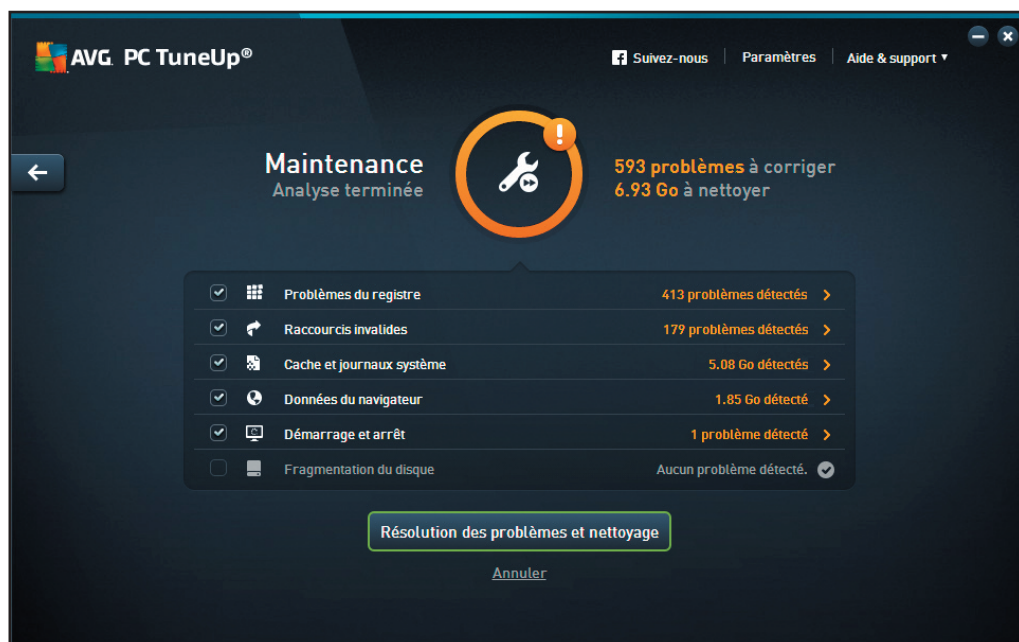 AVG. PC TuneUp®
Suivez-nous
Paramètres
Aide & support
Maintenance
Analyse terminée
593 problèmes à corriger
6.93 Go à nettoyer
Problèmes du registre
413 problèmes détectés
Raccourcis invalides
179 problèmes détectés
Cache et journaux système
5.08 Go détectés
Données du navigateur
1.85 Go détecté
Démarrage et arrêt
1 problème détecté
Fragmentation du disque
Aucun problème détecté.
Résolution des problèmes et nettoyage
Annuler